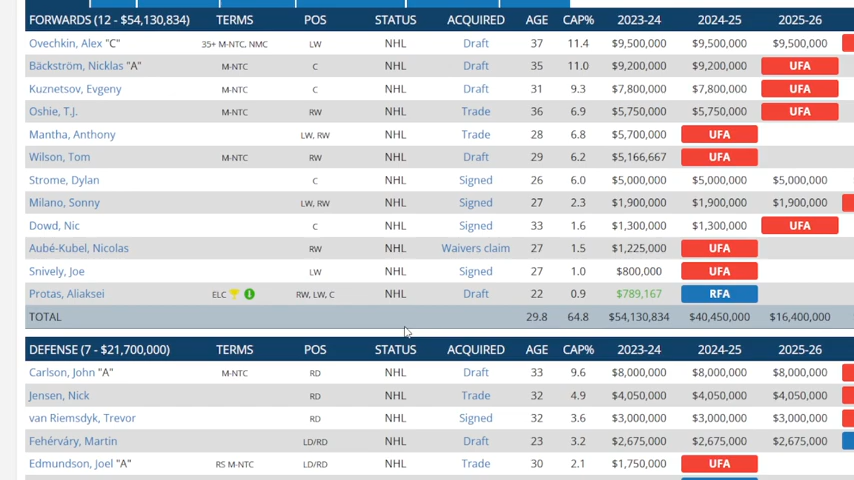 FORWARDS (12 - $54,130,834) TERMS POS STATUS ACQUIRED AGE CAP% 2023-24 2024-25 2025-26
Ovechkin, Alex "C" 35+ M-NTC, NMC LW NHL Draft 37 11.4 $9,500,000 $9,500,000 $9,500,000
Bäckström, Nicklas "A" M-NTC C NHL Draft 35 11.0 $9,200,000 $9,200,000 UFA
Kuznetsov, Evgeny M-NTC C NHL Draft 31 9.3 $7,800,000 $7,800,000 UFA
Oshie, T.J. M-NTC RW NHL Trade 36 6.9 $5,750,000 $5,750,000 UFA
Mantha, Anthony LW, RW NHL Trade 28 6.8 $5,700,000 UFA
Wilson, Tom M-NTC RW NHL Draft 29 6.2 $5,166,667 UFA
Strome, Dylan C NHL Signed 26 6.0 $5,000,000 $5,000,000 $5,000,000
Milano, Sonny LW, RW NHL Signed 27 2.3 $1,900,000 $1,900,000 $1,900,000
Dowd, Nic C NHL Signed 33 1.6 $1,300,000 $1,300,000 UFA
Aubé-Kubel, Nicolas RW NHL Waivers claim 27 1.5 $1,225,000 UFA
Snively, Joe LW NHL Signed 27 1.0 $800,000 UFA
Protas, Aliaksei ELC RW, LW, C NHL Draft 22 0.9 $789,167 RFA
TOTAL 29.8 64.8 $54,130,834 $40,450,000 $16,400,000
DEFENSE (7 - $21,700,000) TERMS POS STATUS ACQUIRED AGE CAP% 2023-24 2024-25 2025-26
Carlson, John "A" M-NTC RD NHL Draft 33 9.6 $8,000,000 $8,000,000 $8,000,000
Jensen, Nick RD NHL Trade 32 4.9 $4,050,000 $4,050,000 $4,050,000
van Riemsdyk, Trevor RD NHL Signed 32 3.6 $3,000,000 $3,000,000 $3,000,000
Fehérváry, Martin LD/RD NHL Draft 23 3.2 $2,675,000 $2,675,000 $2,675,000
Edmundson, Joel "A" RS M-NTC LD/RD NHL Trade 30 2.1 $1,750,000 UFA